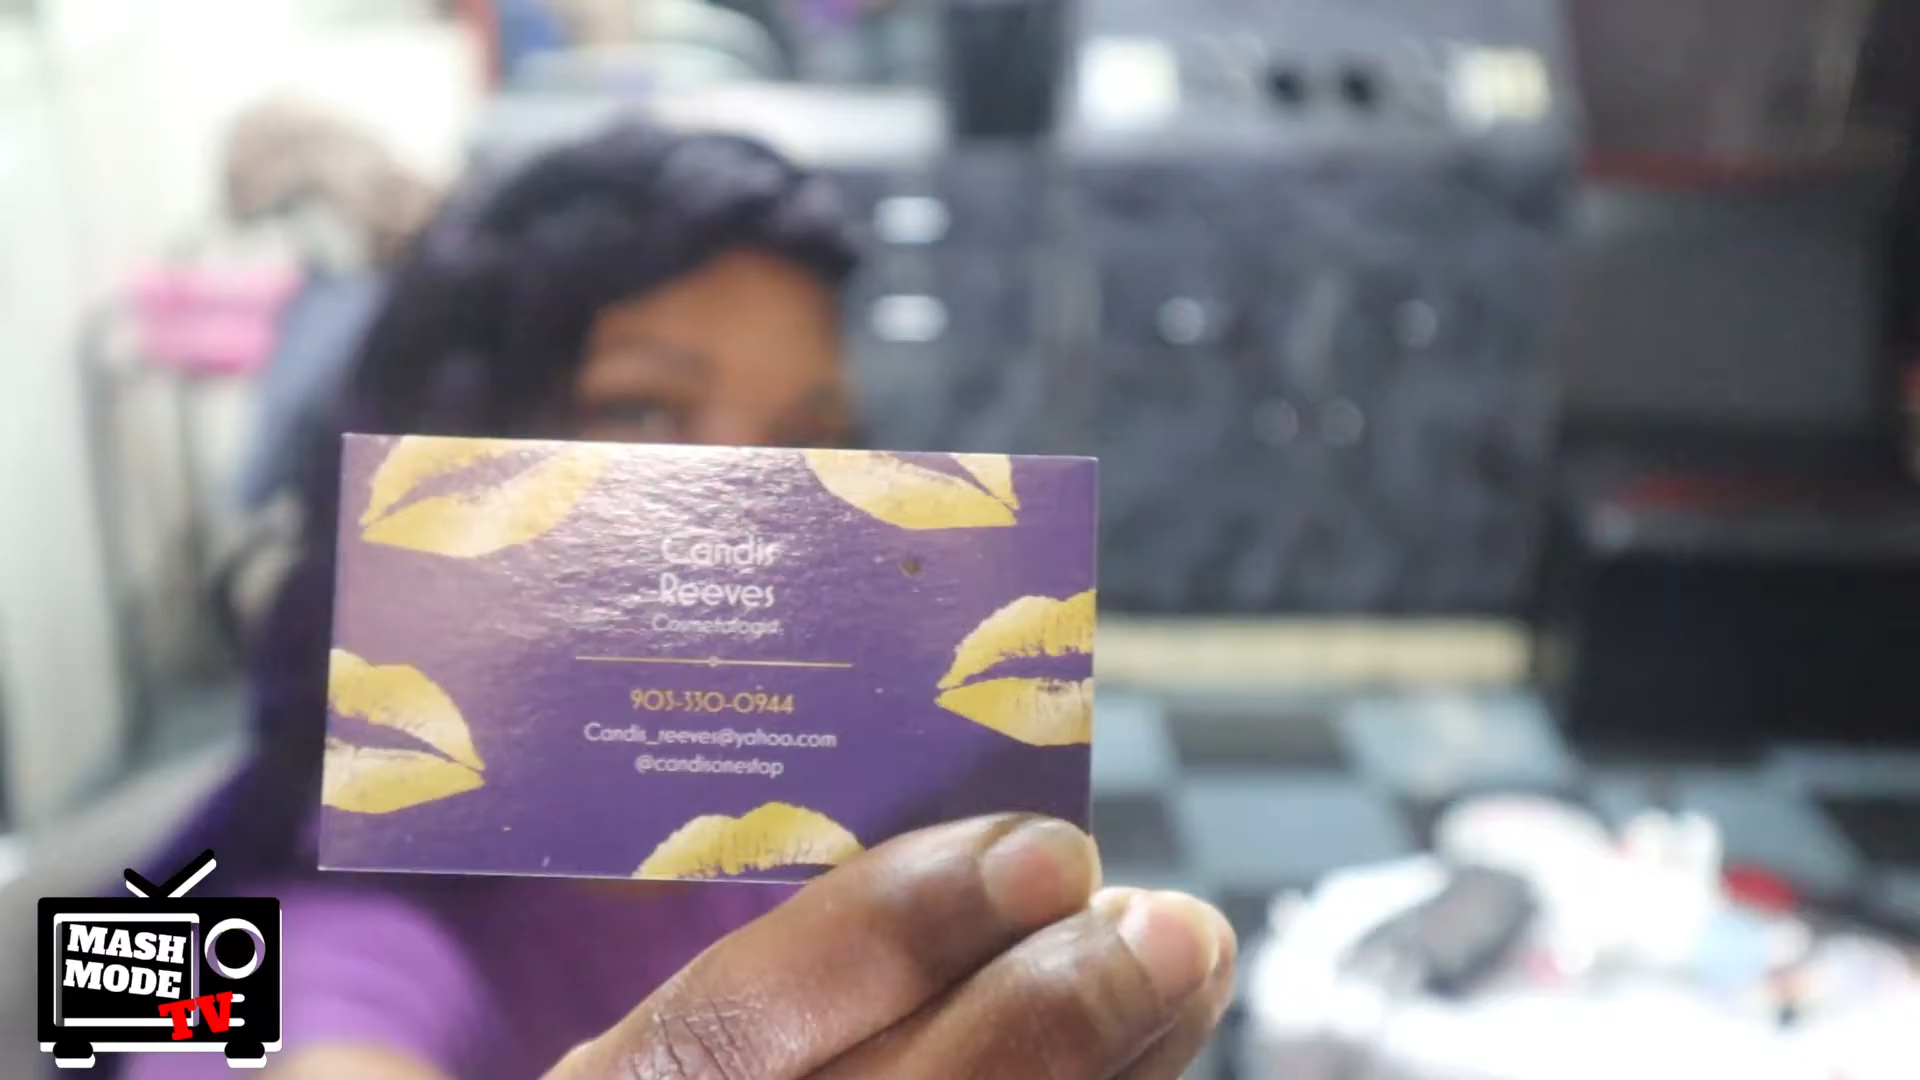 Candis
Reeves
Cosmetologist
903-330-0944
Candis_reeves@yahoo.com
@candisonestop
MASH
MODE
TV